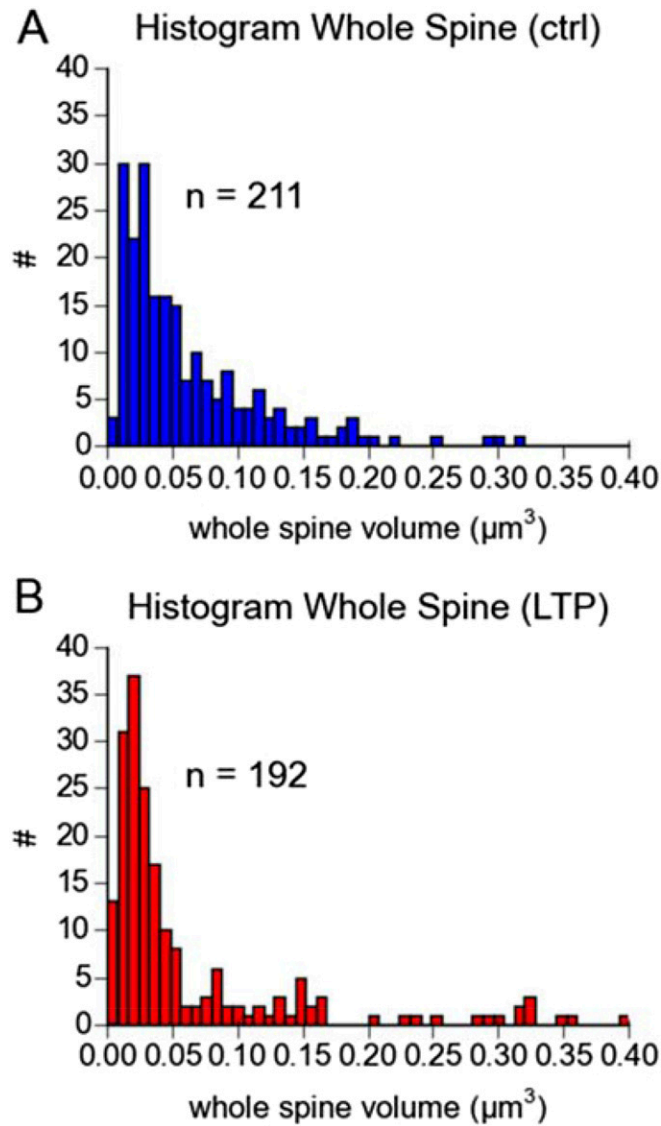 A
Histogram Whole Spine (ctrl)
40
35
30
25
20
15
10
5
0
#
n = 211
0.00 0.05 0.10 0.15 0.20 0.25 0.30 0.35 0.40
whole spine volume (µm³)
B
Histogram Whole Spine (LTP)
40
35
30
25
20
15
10
5
0
#
n = 192
0.00 0.05 0.10 0.15 0.20 0.25 0.30 0.35 0.40
whole spine volume (µm³)